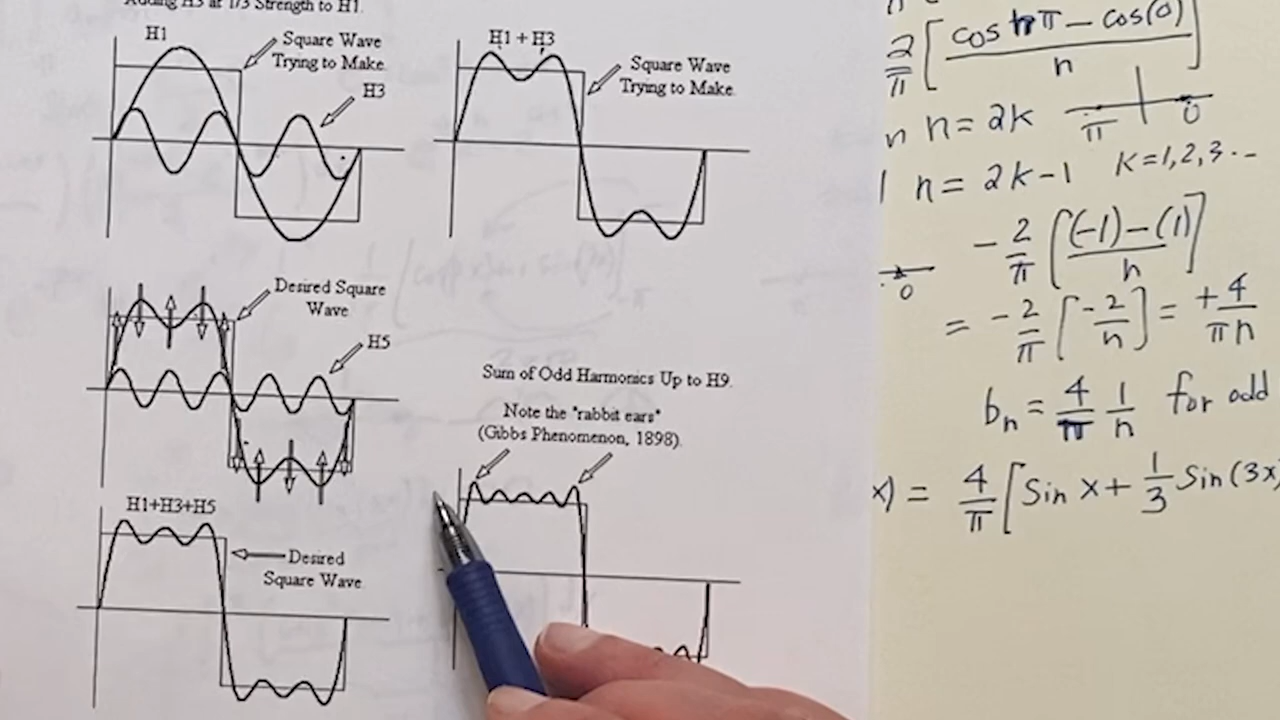 Adding H3 at 1/3 Strength to H1.
H1
Square Wave
Trying to Make.
H3
H1 + H3
Square Wave
Trying to Make.
Desired Square
Wave
H5
H1+H3+H5
Desired
Square Wave.
Sum of Odd Harmonics Up to H9.
Note the "rabbit ears"
(Gibbs Phenomenon, 1898).
2/π [ (cos nπ - cos(0))/n ]
n = 2k
π 0
n = 2k-1 K=1,2,3...
- 2/π [ ((-1)-(1))/n ]
0
= - 2/π [ -2/n ] = +4/πn
bn = 4/π 1/n for odd
x) = 4/π [ Sin x + 1/3 Sin(3x)